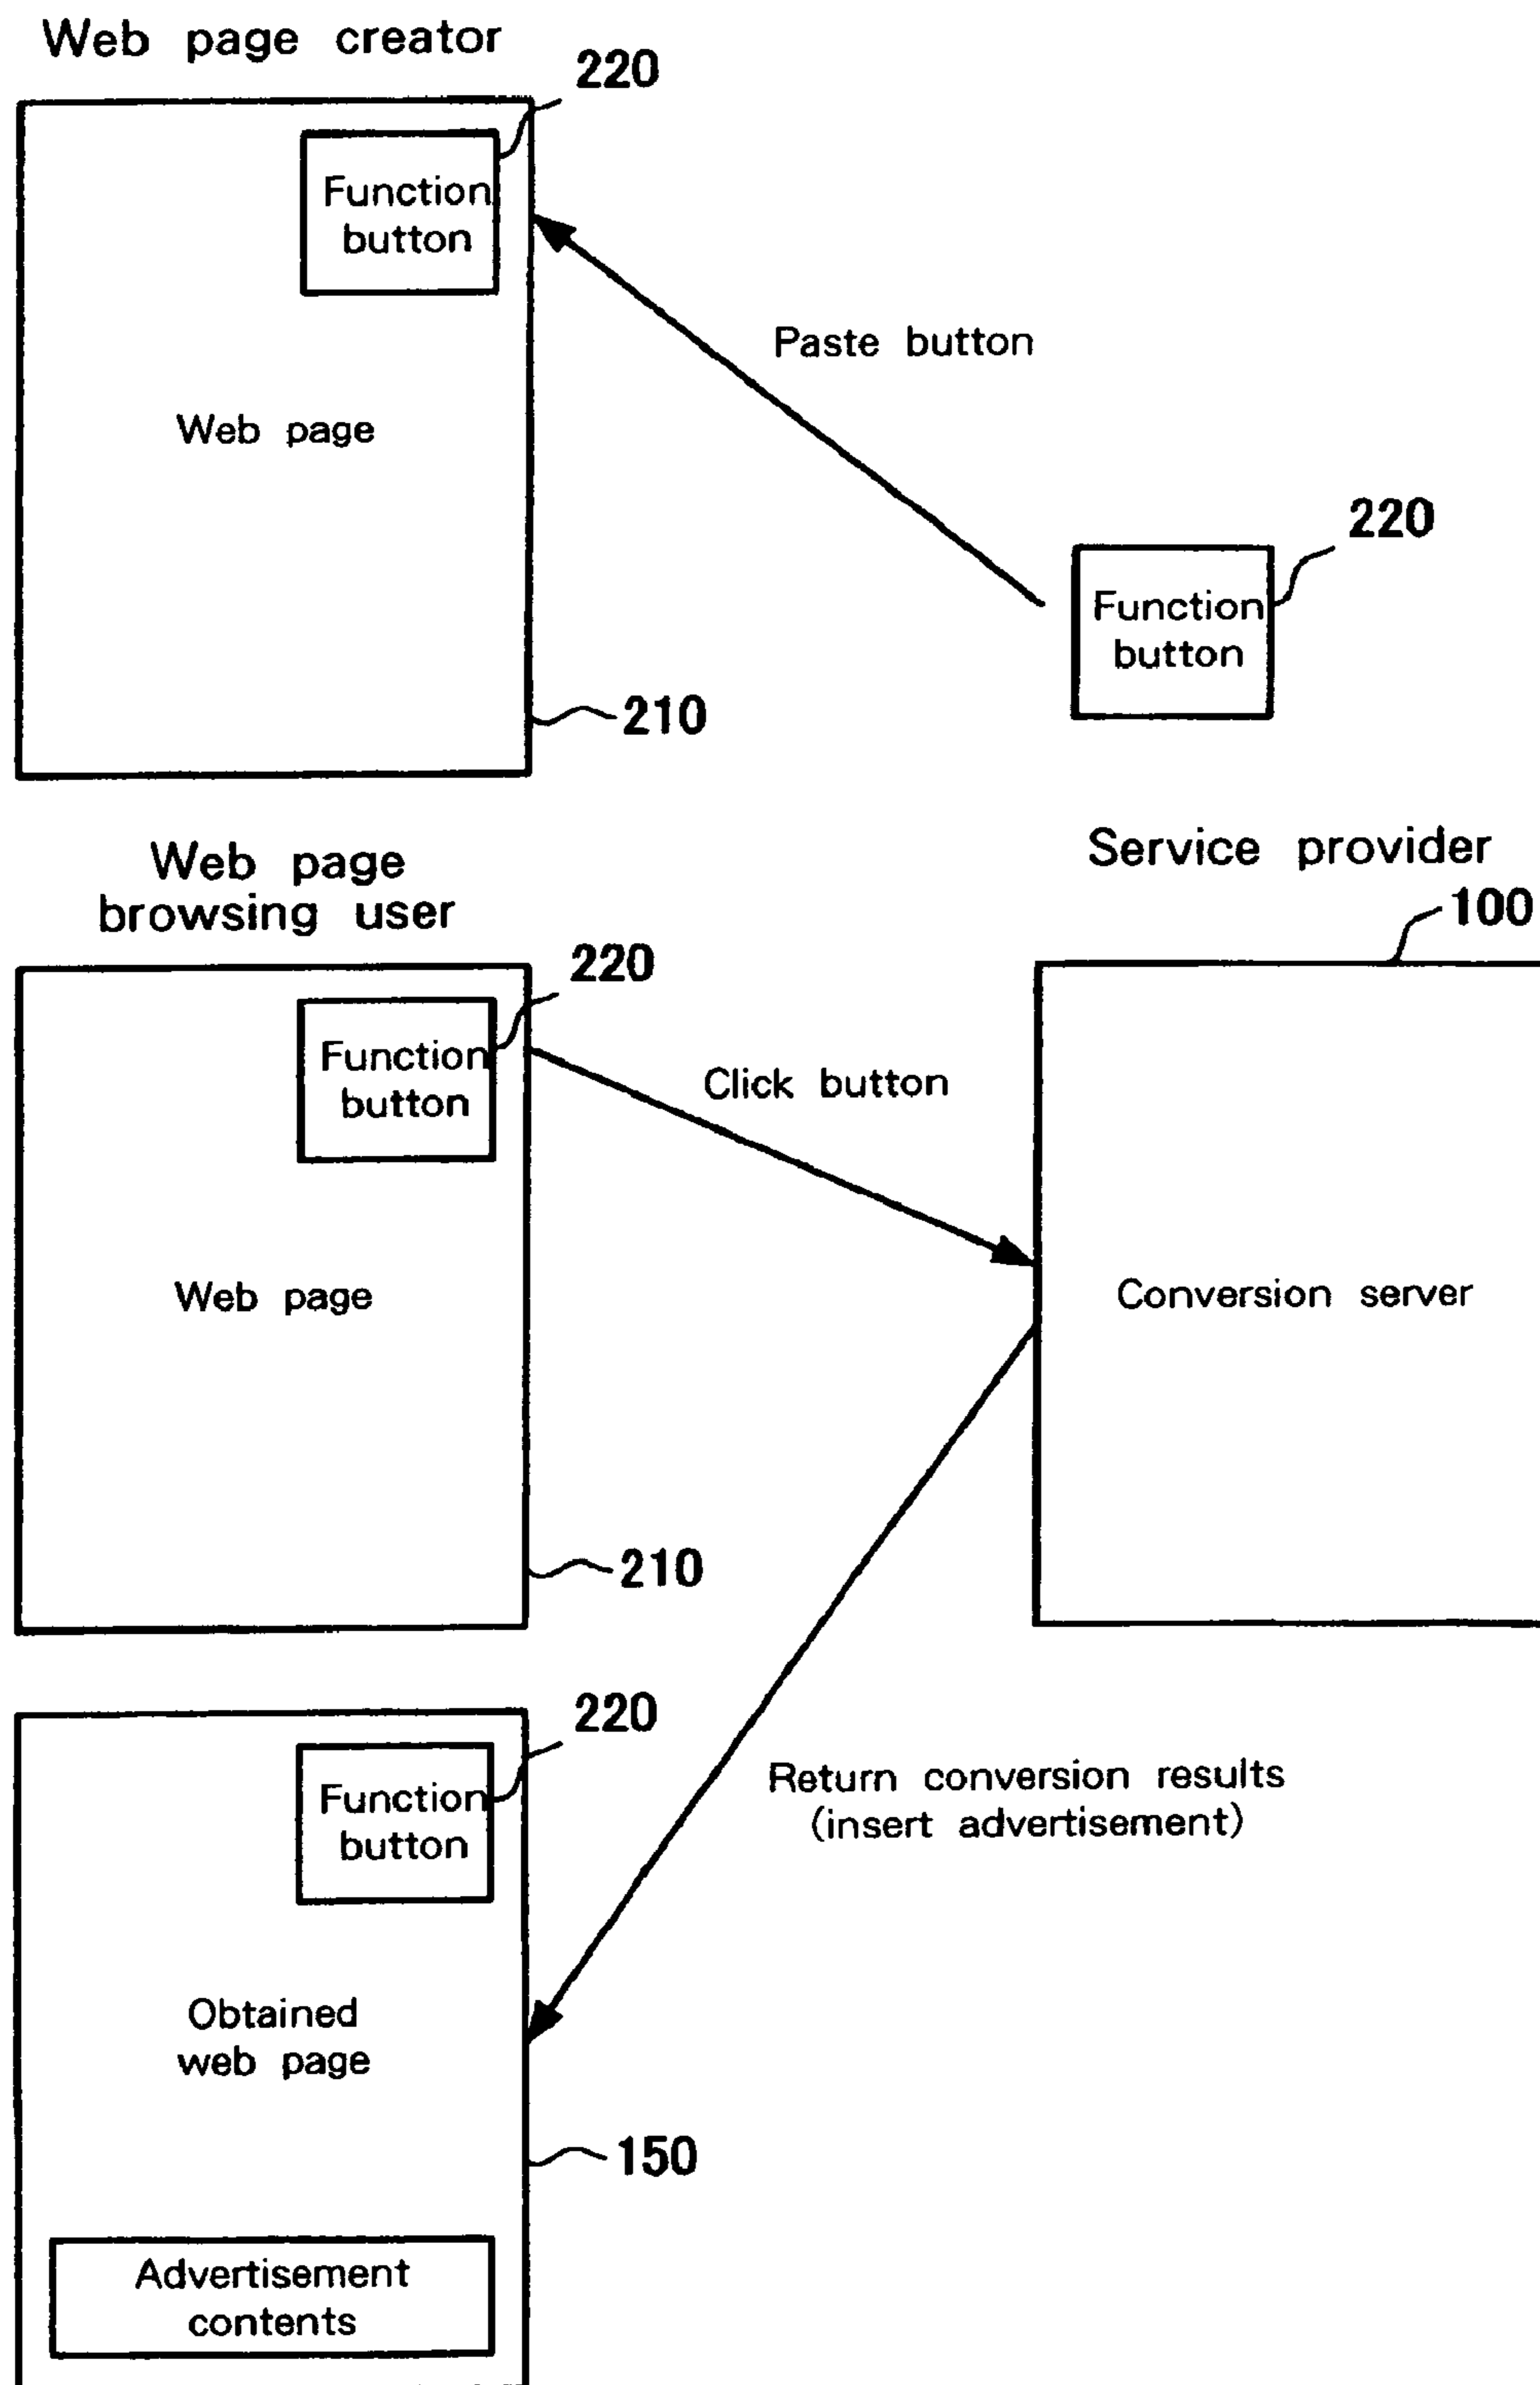 Web page creator
220
Function
button
Paste button
Web page
220
Function
button
210
Web page
browsing user
Service provider
100
220
Function
button
Click button
Web page
Conversion server
210
220
Function
button
Return conversion results
(insert advertisement)
Obtained
web page
150
Advertisement
contents